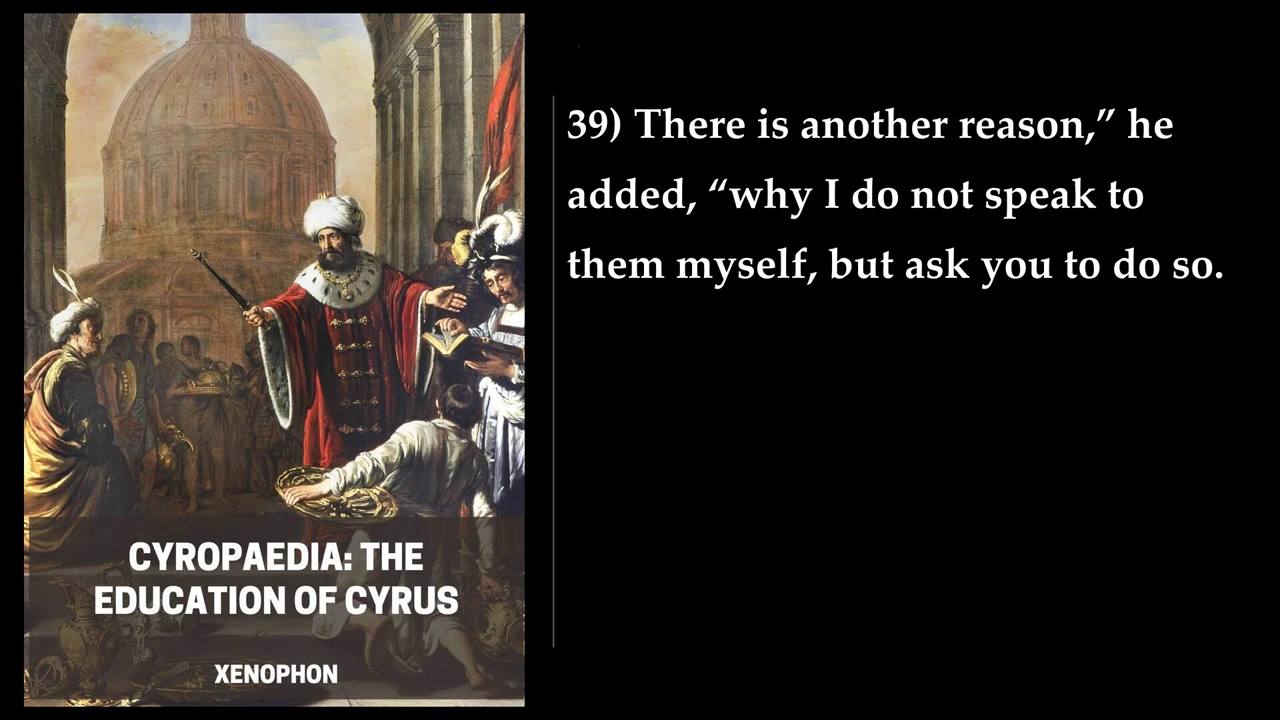 39) There is another reason,” he
added, “why I do not speak to
them myself, but ask you to do so.
CYROPAEDIA: THE
EDUCATION OF CYRUS
XENOPHON